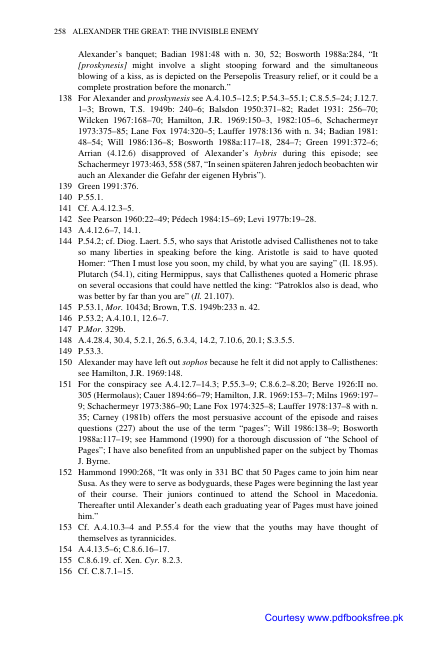 258 ALEXANDER THE GREAT: THE INVISIBLE ENEMY
Alexander's banquet; Badian 1981:48 with n. 30, 52; Bosworth 1988a:284, "It
[proskynesis] might involve a slight stooping forward and the simultaneous
blowing of a kiss, as is depicted on the Persepolis Treasury relief, or it could be a
complete prostration before the monarch."
138 For Alexander and proskynesis see A.4.10.5–12.5; P.54.3–55.1; C.8.5.5–24; J.12.7.
1–3; Brown, T.S. 1949b: 240–6; Balsdon 1950:371–82; Radet 1931: 256–70;
Wilcken 1967:168–70; Hamilton, J.R. 1969:150–3, 1982:105–6, Schachermeyr
1973:375–85; Lane Fox 1974:320–5; Lauffer 1978:136 with n. 34; Badian 1981:
48–54; Will 1986:136–8; Bosworth 1988a:117–18, 284–7; Green 1991:372–6;
Arrian (4.12.6) disapproved of Alexander's hybris during this episode; see
Schachermeyr 1973:463, 558 (587, "In seinen späteren Jahren jedoch beobachten wir
auch an Alexander die Gefahr der eigenen Hybris").
139 Green 1991:376.
140 P.55.1.
141 Cf. A.4.12.3–5.
142 See Pearson 1960:22–49; Pédech 1984:15–69; Levi 1977b:19–28.
143 A.4.12.6–7, 14.1.
144 P.54.2; cf. Diog. Laert. 5.5, who says that Aristotle advised Callisthenes not to take
so many liberties in speaking before the king. Aristotle is said to have quoted
Homer: "Then I must lose you soon, my child, by what you are saying" (Il. 18.95).
Plutarch (54.1), citing Hermippus, says that Callisthenes quoted a Homeric phrase
on several occasions that could have nettled the king: "Patroklos also is dead, who
was better by far than you are" (Il. 21.107).
145 P.53.1, Mor. 1043d; Brown, T.S. 1949b:233 n. 42.
146 P.53.2; A.4.10.1, 12.6–7.
147 P.Mor. 329b.
148 A.4.28.4, 30.4, 5.2.1, 26.5, 6.3.4, 14.2, 7.10.6, 20.1; S.3.5.5.
149 P.53.3.
150 Alexander may have left out sophos because he felt it did not apply to Callisthenes:
see Hamilton, J.R. 1969:148.
151 For the conspiracy see A.4.12.7–14.3; P.55.3–9; C.8.6.2–8.20; Berve 1926:II no.
305 (Hermolaus); Cauer 1894:66–79; Hamilton, J.R. 1969:153–7; Milns 1969:197–
9; Schachermeyr 1973:386–90; Lane Fox 1974:325–8; Lauffer 1978:137–8 with n.
35; Carney (1981b) offers the most persuasive account of the episode and raises
questions (227) about the use of the term "pages"; Will 1986:138–9; Bosworth
1988a:117–19; see Hammond (1990) for a thorough discussion of "the School of
Pages"; I have also benefited from an unpublished paper on the subject by Thomas
J. Byrne.
152 Hammond 1990:268, "It was only in 331 BC that 50 Pages came to join him near
Susa. As they were to serve as bodyguards, these Pages were beginning the last year
of their course. Their juniors continued to attend the School in Macedonia.
Thereafter until Alexander's death each graduating year of Pages must have joined
him."
153 Cf. A.4.10.3–4 and P.55.4 for the view that the youths may have thought of
themselves as tyrannicides.
154 A.4.13.5–6; C.8.6.16–17.
155 C.8.6.19. cf. Xen. Cyr. 8.2.3.
156 Cf. C.8.7.1–15.
Courtesy www.pdfbooksfree.pk